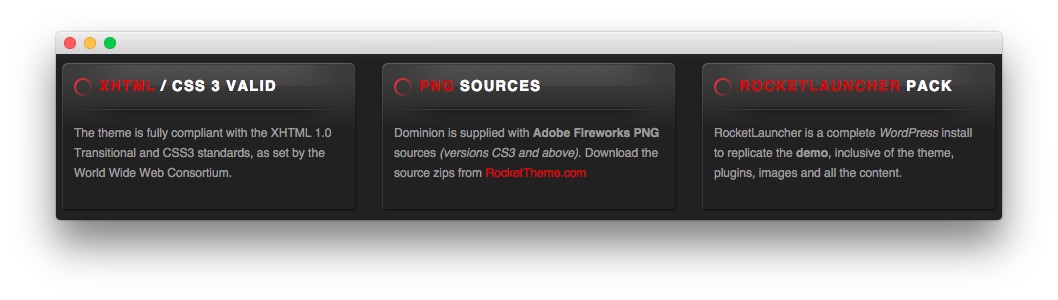 XHTML / CSS 3 VALID
The theme is fully compliant with the XHTML 1.0
Transitional and CSS3 standards, as set by the
World Wide Web Consortium.
PNG SOURCES
Dominion is supplied with Adobe Fireworks PNG
sources (versions CS3 and above). Download the
source zips from RocketTheme.com
ROCKETLAUNCHER PACK
RocketLauncher is a complete WordPress install
to replicate the demo, inclusive of the theme,
plugins, images and all the content.